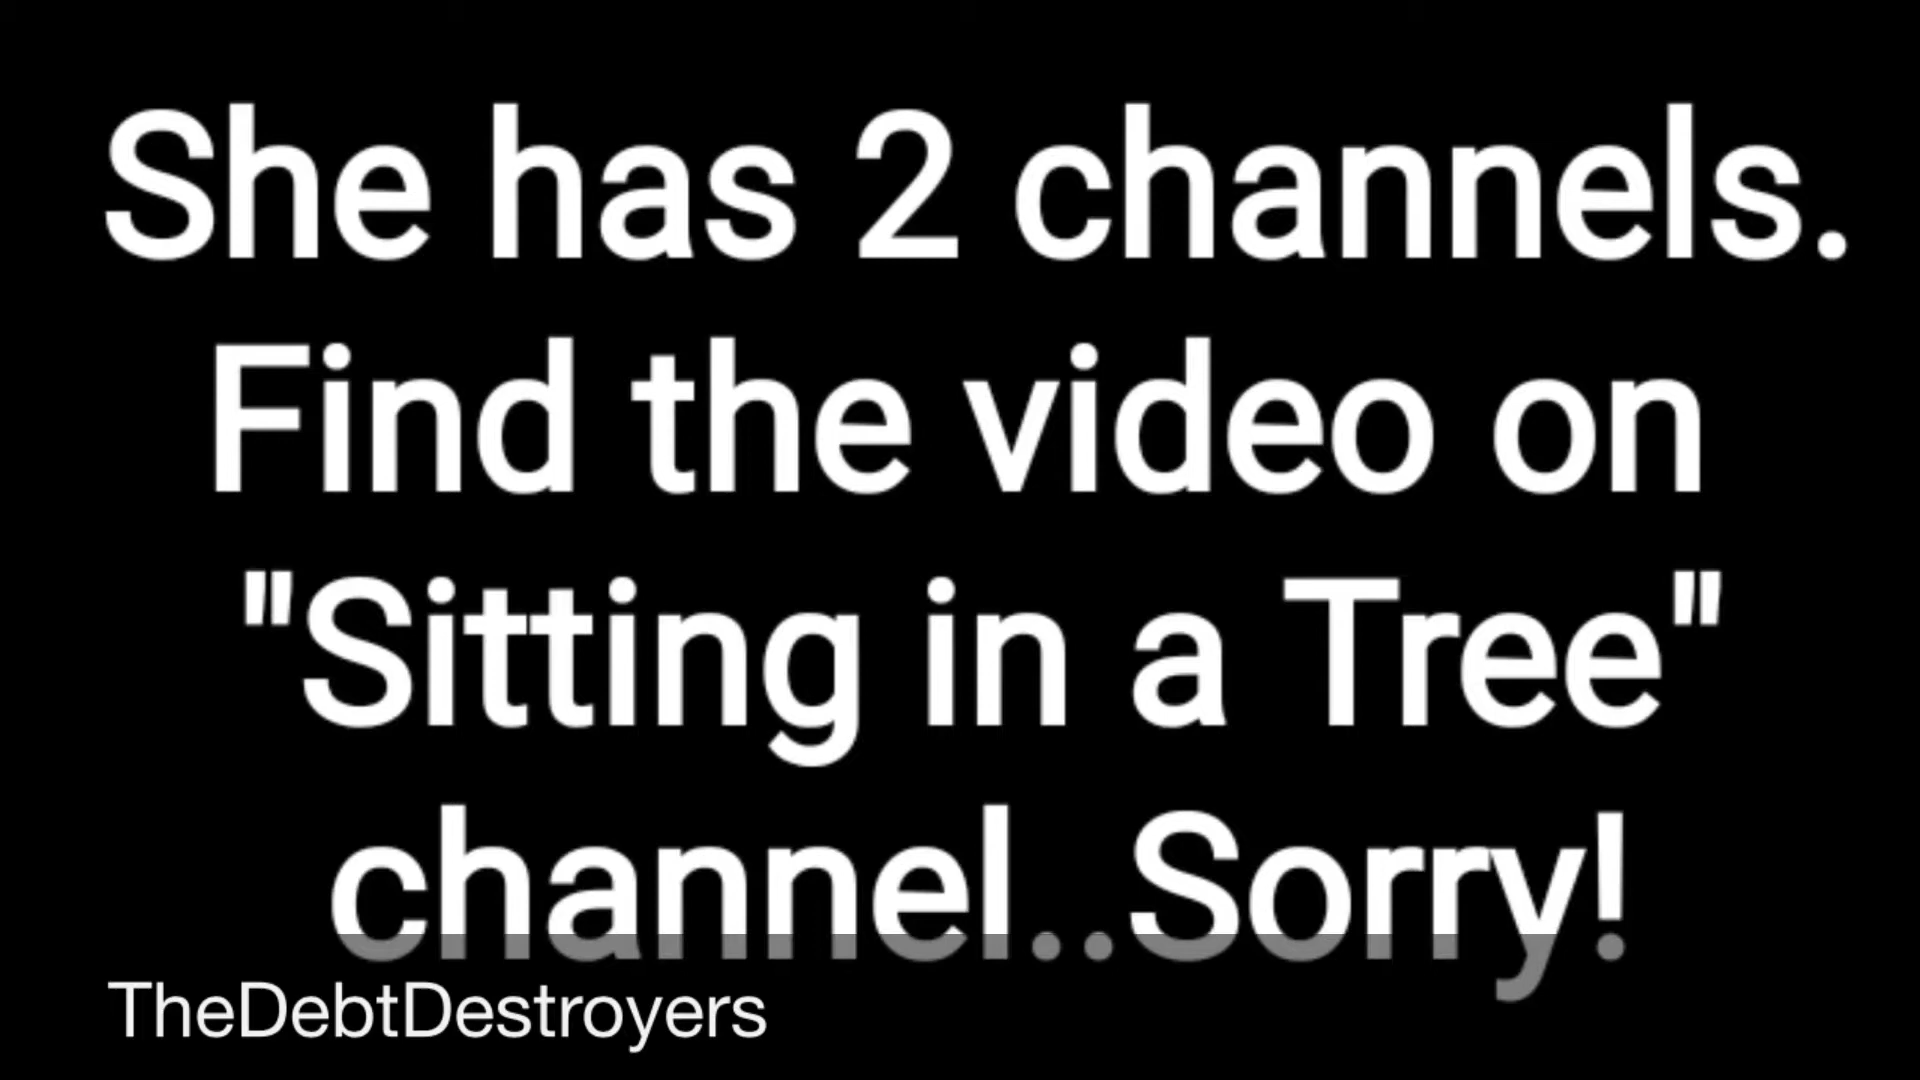 She has 2 channels.
Find the video on
"Sitting in a Tree"
channel..Sorry!
TheDebtDestroyers